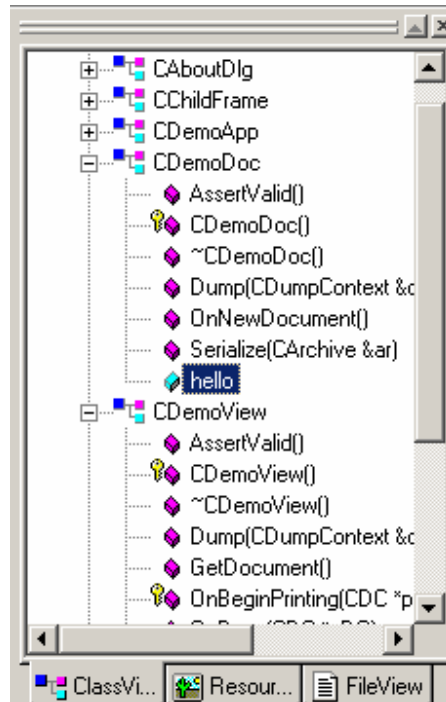 CAboutDlg
CChildFrame
CDemoApp
CDemoDoc
AssertValid()
CDemoDoc()
~CDemoDoc()
Dump(CDumpContext &c
OnNewDocument()
Serialize(CArchive &ar)
hello
CDemoView
AssertValid()
CDemoView()
~CDemoView()
Dump(CDumpContext &c
GetDocument()
OnBeginPrinting(CDC *p
ClassVi... Resour... FileView